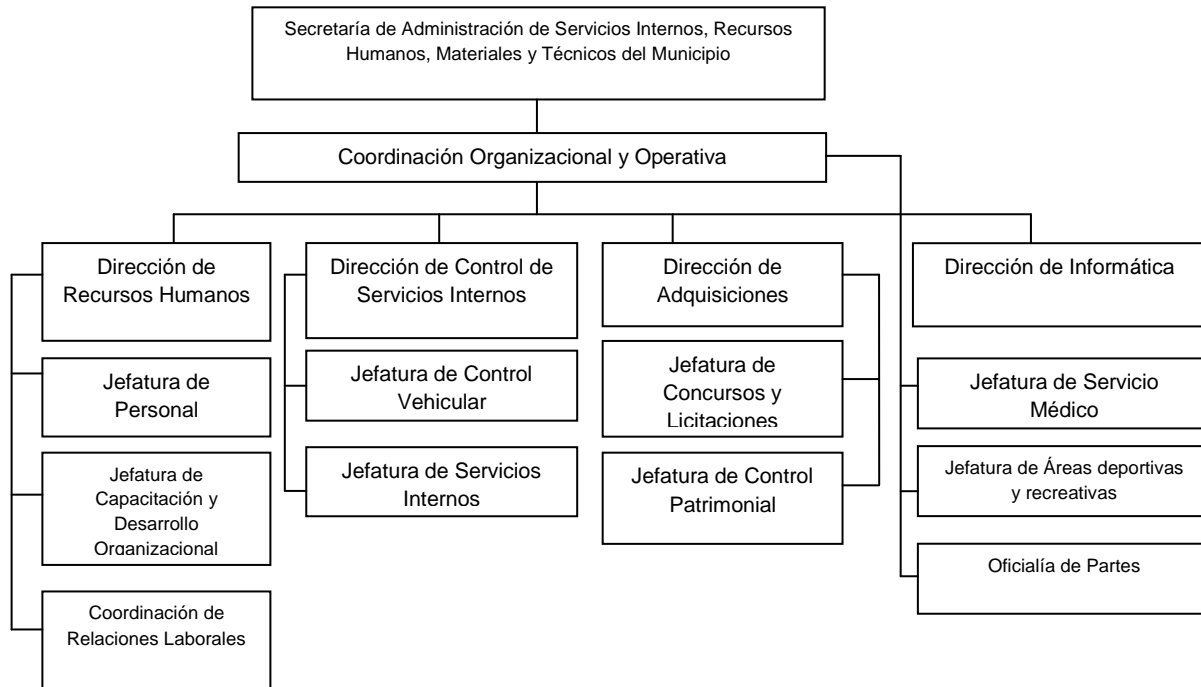 Secretaría de Administración de Servicios Internos, Recursos
Humanos, Materiales y Técnicos del Municipio
Coordinación Organizacional y Operativa
Dirección de
Recursos Humanos
Dirección de Control de
Servicios Internos
Dirección de
Adquisiciones
Dirección de Informática
Jefatura de
Personal
Jefatura de Control
Vehicular
Jefatura de
Concursos y
Licitaciones
Jefatura de Servicio
Médico
Jefatura de
Capacitación y
Desarrollo
Organizacional
Jefatura de Servicios
Internos
Jefatura de Control
Patrimonial
Jefatura de Áreas deportivas
y recreativas
Oficialía de Partes
Coordinación de
Relaciones Laborales